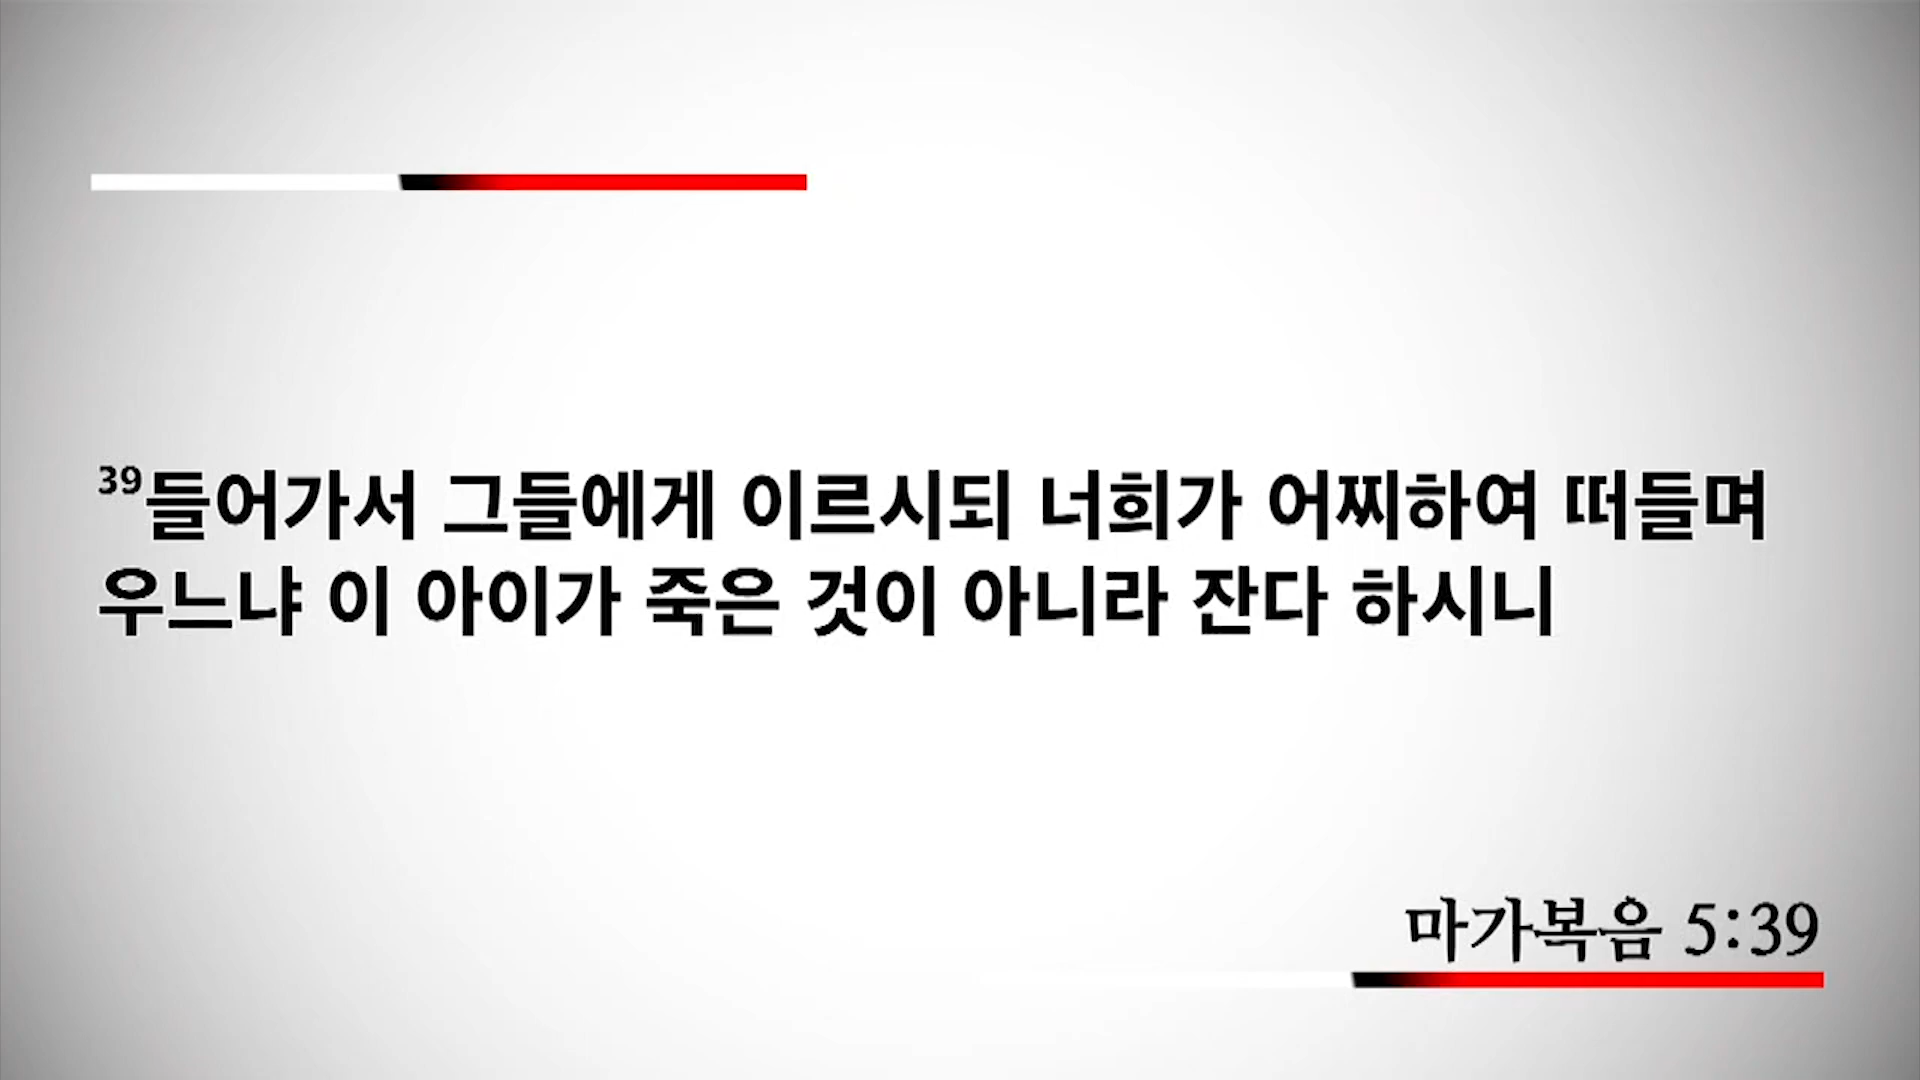 39들어가서 그들에게 이르시되 너희가 어찌하여 떠들며
우느냐 이 아이가 죽은 것이 아니라 잔다 하시니
마가복음 5:39